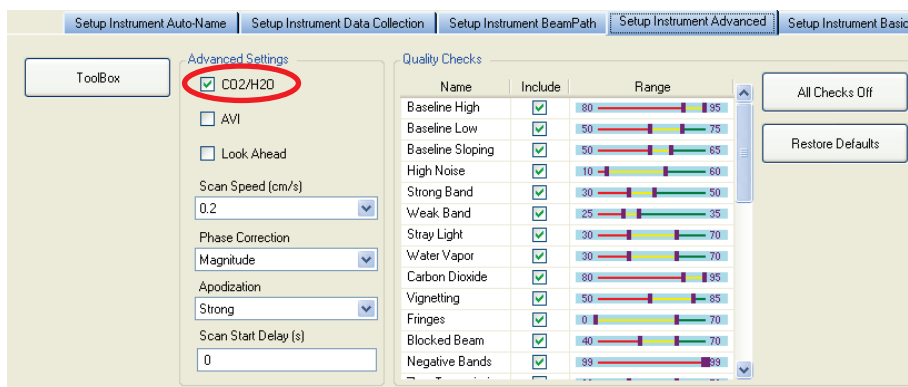 Setup Instrument Auto-Name Setup Instrument Data Collection Setup Instrument BeamPath Setup Instrument Advanced Setup Instrument Basic
ToolBox
Advanced Settings
CO2/H2O
AVI
Look Ahead
Scan Speed (cm/s)
0.2
Phase Correction
Magnitude
Apodization
Strong
Scan Start Delay (s)
0
Quality Checks
Name Include Range
Baseline High 80 95
Baseline Low 50 75
Baseline Sloping 50 65
High Noise 10 60
Strong Band 30 50
Weak Band 25 35
Stray Light 30 70
Water Vapor 30 70
Carbon Dioxide 80 95
Vignetting 50 85
Fringes 0 70
Blocked Beam 40 70
Negative Bands 99 99
All Checks Off
Restore Defaults